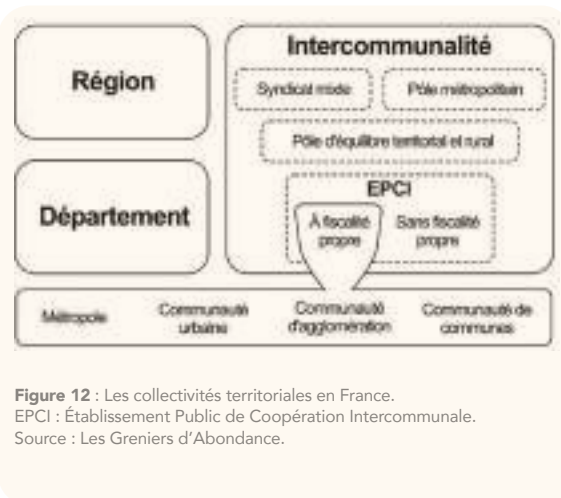 Région
Département
Intercommunalité
Syndicat mixte
Pôle métropolitain
Pôle d'équilibre territorial et rural
EPCI
À fiscalité
propre
Sans fiscalité
propre
Métropole
Communauté
urbaine
Communauté
d'agglomération
Communauté de
communes
Figure 12 : Les collectivités territoriales en France.
EPCI : Établissement Public de Coopération Intercommunale.
Source : Les Greniers d'Abondance.